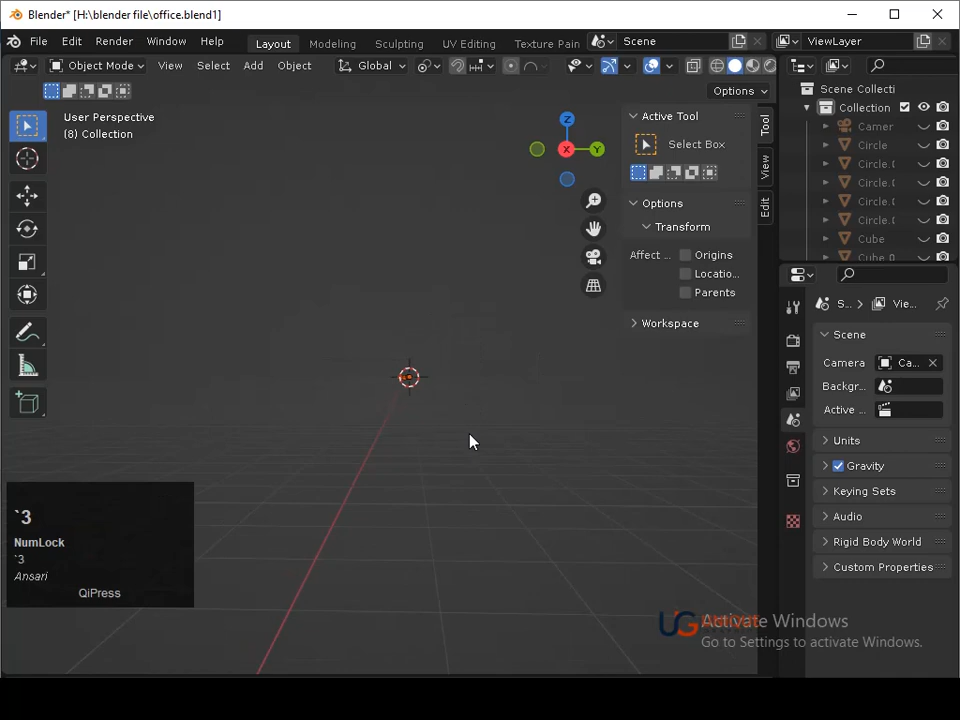 Blender* [H:\blender file\office.blend1]
File Edit Render Window Help Layout Modeling Sculpting UV Editing Texture Pain Scene ViewLayer
Object Mode View Select Add Object Global
Options
User Perspective
(8) Collection
Z
X
Y
Active Tool
Select Box
Options
Transform
Affect ... Origins
Locatio...
Parents
Workspace
Tool
View
Edit
Scene Collecti
Collection
Camer
Circle
Circle.(
Circle.(
Circle.(
Circle.(
Cube
Cube.0
S... > Vie...
Scene
Camera Ca...
Backgr...
Active ...
Units
Gravity
Keying Sets
Audio
Rigid Body World
Custom Properties
`3
NumLock
`3
Ansari
QiPress
UG
Activate Windows
Go to Settings to activate Windows.